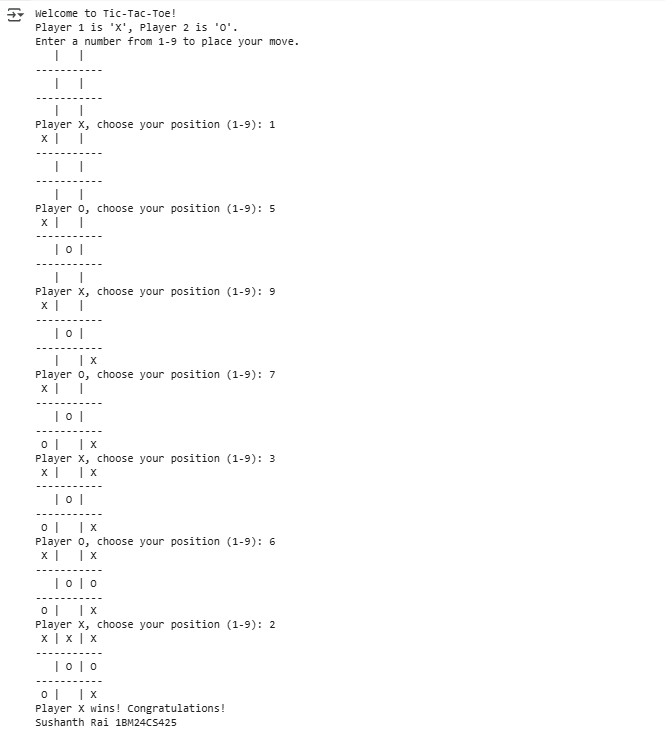 Welcome to Tic-Tac-Toe!
Player 1 is 'X', Player 2 is 'O'.
Enter a number from 1-9 to place your move.
   |   |
-----------
   |   |
-----------
   |   |
Player X, choose your position (1-9): 1
 X |   |
-----------
   |   |
-----------
   |   |
Player O, choose your position (1-9): 5
 X |   |
-----------
   | O |
-----------
   |   |
Player X, choose your position (1-9): 9
 X |   |
-----------
   | O |
-----------
   |   | X
Player O, choose your position (1-9): 7
 X |   |
-----------
   | O |
-----------
 O |   | X
Player X, choose your position (1-9): 3
 X |   | X
-----------
   | O |
-----------
 O |   | X
Player O, choose your position (1-9): 6
 X |   | X
-----------
   | O | O
-----------
 O |   | X
Player X, choose your position (1-9): 2
 X | X | X
-----------
   | O | O
-----------
 O |   | X
Player X wins! Congratulations!
Sushanth Rai 1BM24CS425